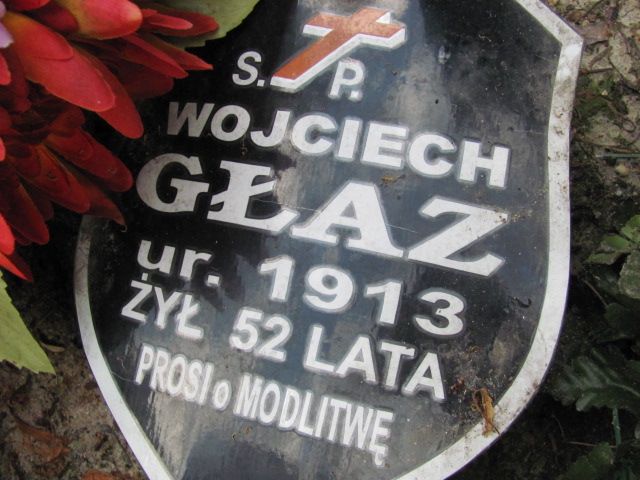 S. P.
WOJCIECH
GŁAZ
ur. 1913
ŻYŁ 52 LATA
PROSI o MODLITWĘ